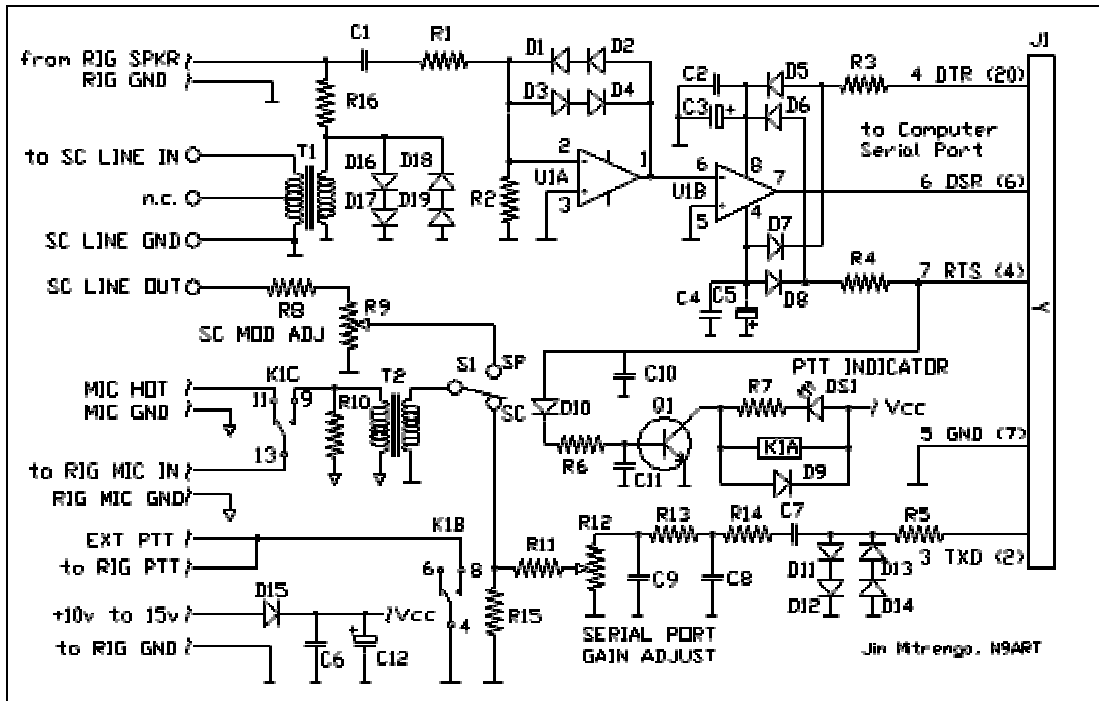 from RIG SPKR
RIG GND
C1
R1
D1
D2
D3
D4
R16
C2
C3
+
D5
D6
R3
J1
4 DTR (20)
to Computer
Serial Port
to SC LINE IN
T1
n.c.
SC LINE GND
D16
D18
D17
D19
R2
2
U1A
3
1
-
+
6
U1B
5
8
7
4
-
+
6 DSR (6)
D7
D8
R4
7 RTS (4)
C4
C5
+
SC LINE OUT
R8
R9
SC MOD ADJ
S1
SP
SC
MIC HOT
MIC GND
K1C
11
9
13
R10
T2
C10
PTT INDICATOR
D10
Q1
R7
DS1
Vcc
K1A
D9
R6
C11
to RIG MIC IN
RIG MIC GND
5 GND (7)
Y
EXT PTT
to RIG PTT
K1B
6
8
4
R11
R12
R13
R14
C7
R5
3 TXD (2)
C9
C8
D11
D13
D12
D14
+10v to 15v
D15
Vcc
+
C6
C12
to RIG GND
R15
SERIAL PORT
GAIN ADJUST
Jim Mtrengo, N9ART